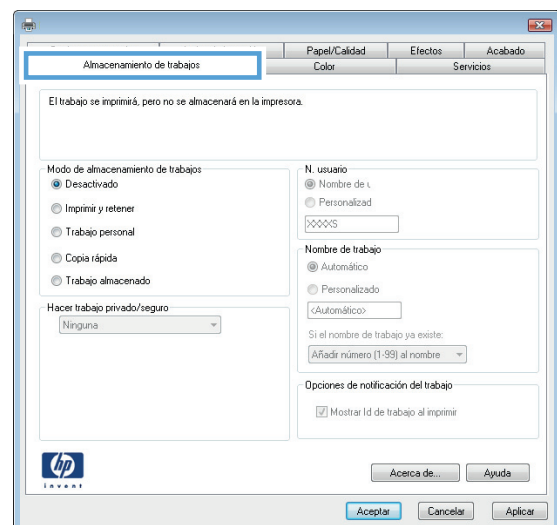 Papel/Calidad
Efectos
Acabado
Almacenamiento de trabajos
Color
Servicios
El trabajo se imprimirá, pero no se almacenará en la impresora.
Modo de almacenamiento de trabajos
Desactivado
Imprimir y retener
Trabajo personal
Copia rápida
Trabajo almacenado
Hacer trabajo privado/seguro
Ninguna
N. usuario
Nombre de u
Personalizad
XXXXS
Nombre de trabajo
Automático
Personalizado
<Automático>
Si el nombre de trabajo ya existe:
Añadir número (1-99) al nombre
Opciones de notificación del trabajo
Mostrar Id de trabajo al imprimir
hp
invent
Acerca de...
Ayuda
Aceptar
Cancelar
Aplicar